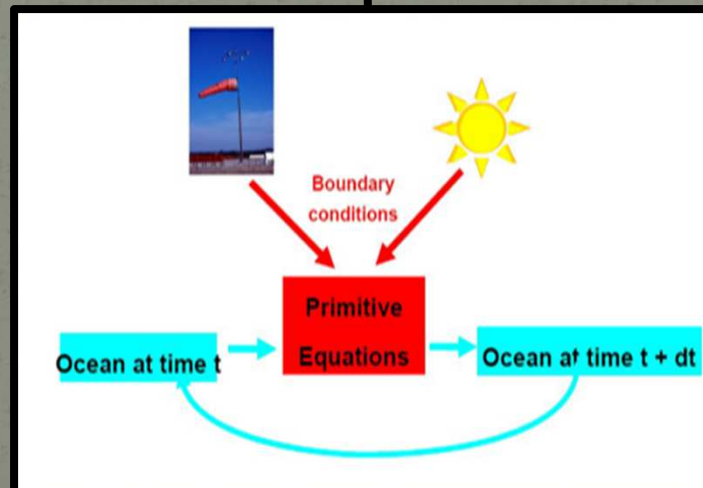 Boundary
conditions
Primitive
Equations
Ocean at time t
Ocean at time t + dt